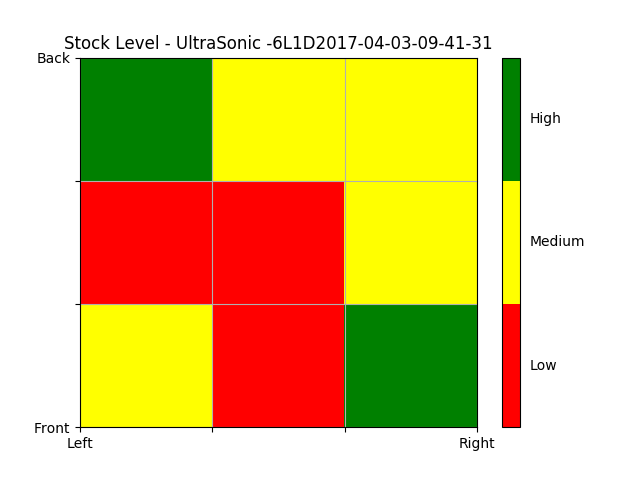 Stock Level - UltraSonic -6L1D2017-04-03-09-41-31
Back
High
Medium
Low
Front
Left
Right